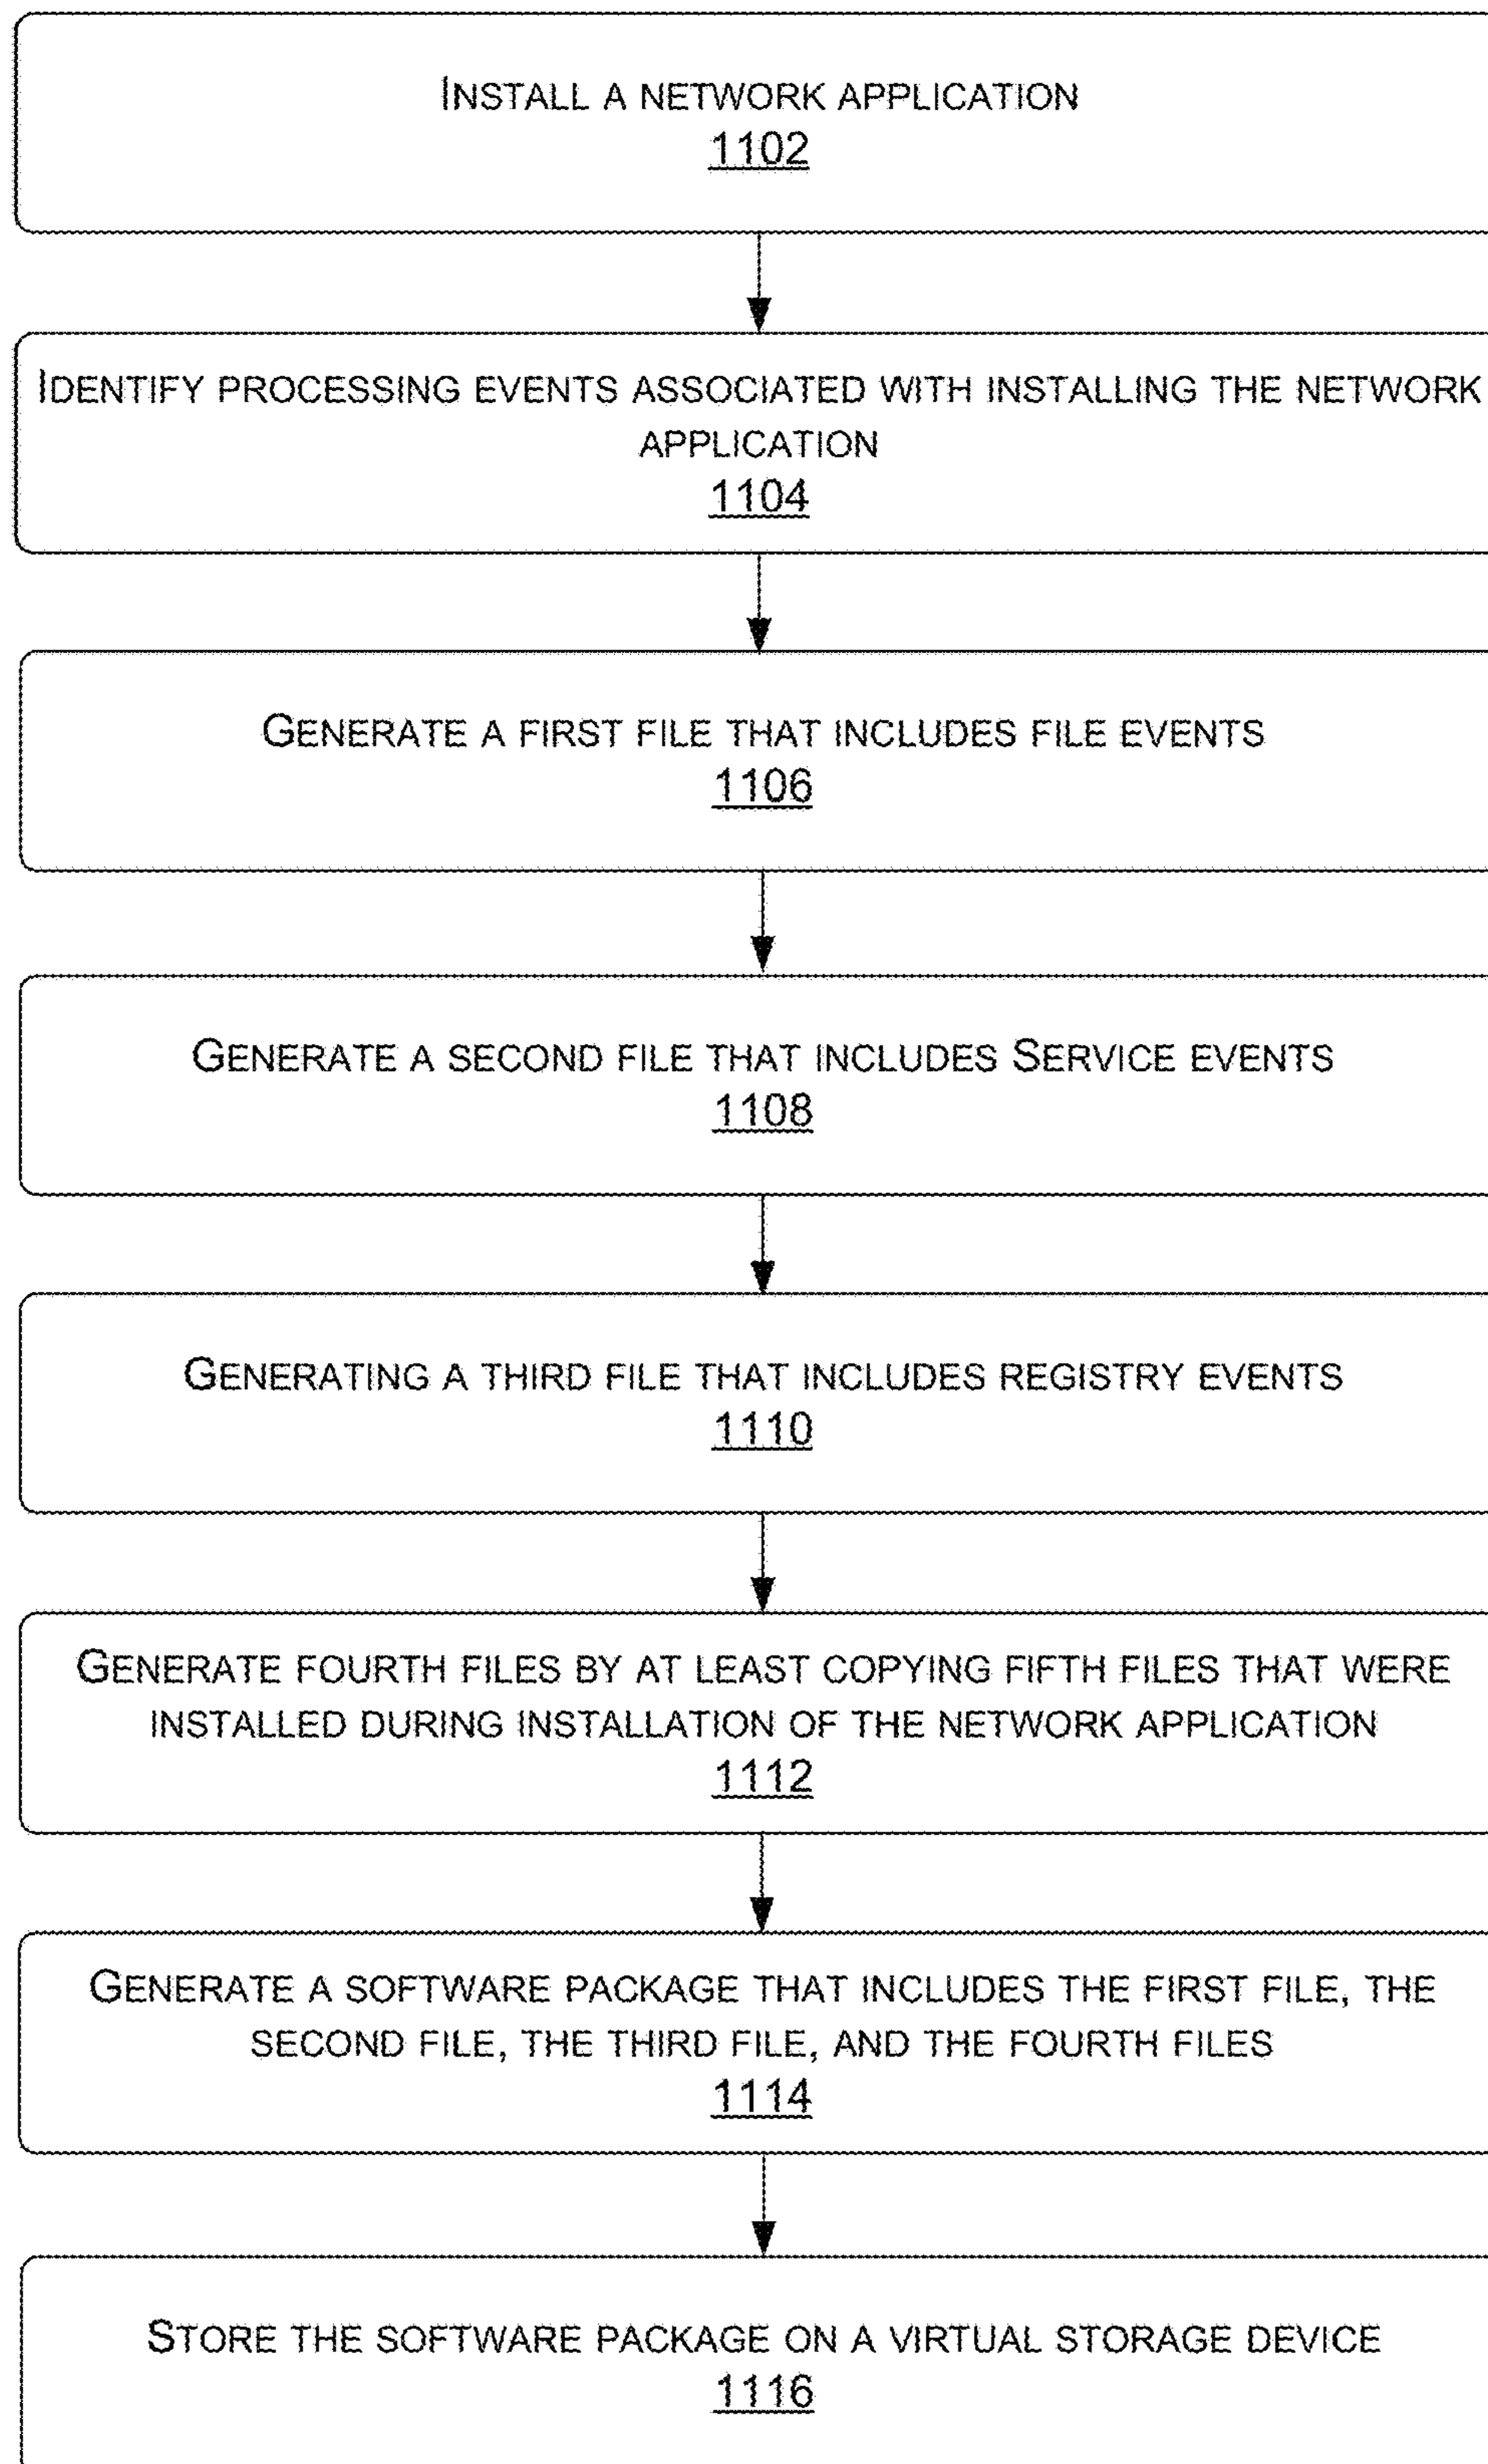 INSTALL A NETWORK APPLICATION
1102
IDENTIFY PROCESSING EVENTS ASSOCIATED WITH INSTALLING THE NETWORK
APPLICATION
1104
GENERATE A FIRST FILE THAT INCLUDES FILE EVENTS
1106
GENERATE A SECOND FILE THAT INCLUDES SERVICE EVENTS
1108
GENERATING A THIRD FILE THAT INCLUDES REGISTRY EVENTS
1110
GENERATE FOURTH FILES BY AT LEAST COPYING FIFTH FILES THAT WERE
INSTALLED DURING INSTALLATION OF THE NETWORK APPLICATION
1112
GENERATE A SOFTWARE PACKAGE THAT INCLUDES THE FIRST FILE, THE
SECOND FILE, THE THIRD FILE, AND THE FOURTH FILES
1114
STORE THE SOFTWARE PACKAGE ON A VIRTUAL STORAGE DEVICE
1116